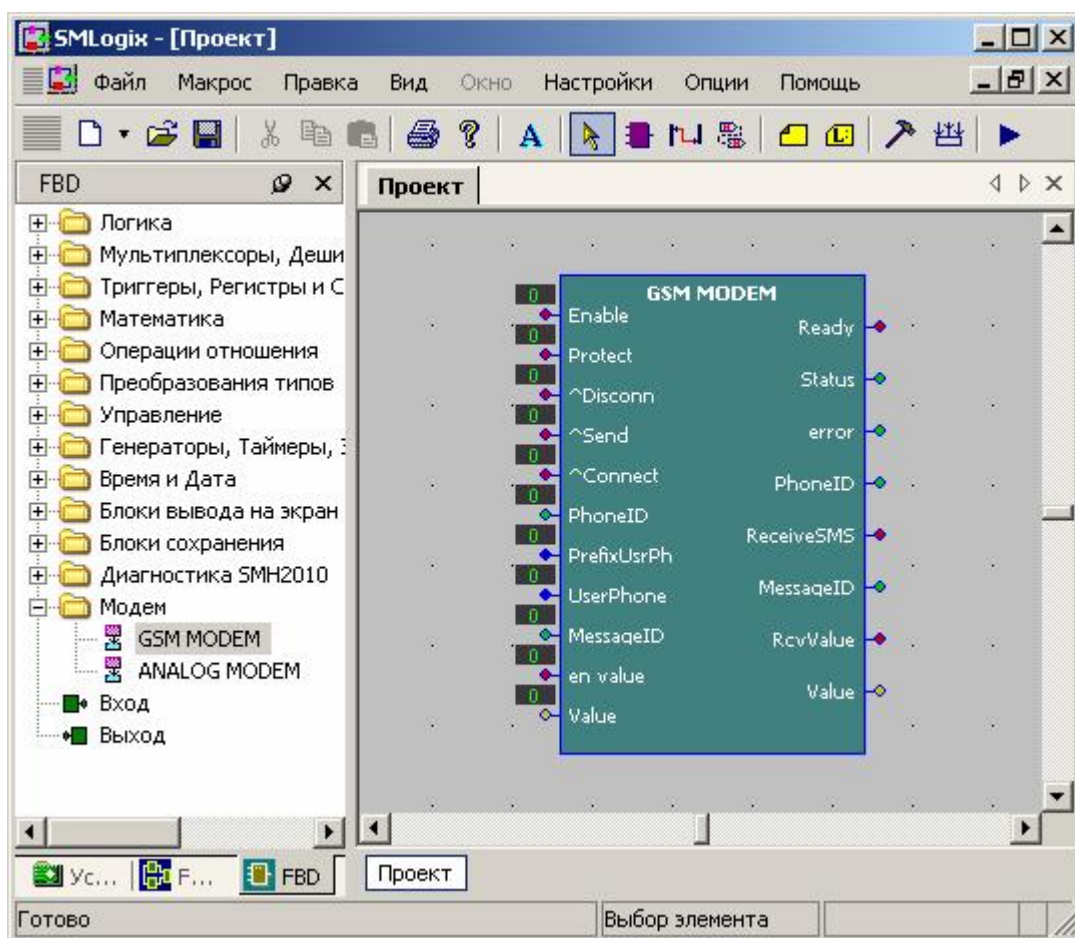 SMLogix - [Проект]
Файл Макрос Правка Вид Окно Настройки Опции Помощь
FBD
Проект
Логика
Мультиплексоры, Деши
Триггеры, Регистры и С
Математика
Операции отношения
Преобразования типов
Управление
Генераторы, Таймеры,
Время и Дата
Блоки вывода на экран
Блоки сохранения
Диагностика SMH2010
Модем
GSM MODEM
ANALOG MODEM
Вход
Выход
GSM MODEM
0 Enable
0 Protect
0 ^Disconn
0 ^Send
0 ^Connect
0 PhoneID
0 PrefixUsrPh
0 UserPhone
0 MessageID
0 en value
0 Value
Ready
Status
error
PhoneID
ReceiveSMS
MessageID
RcvValue
Value
Ус... F... FBD
Проект
Готово
Выбор элемента